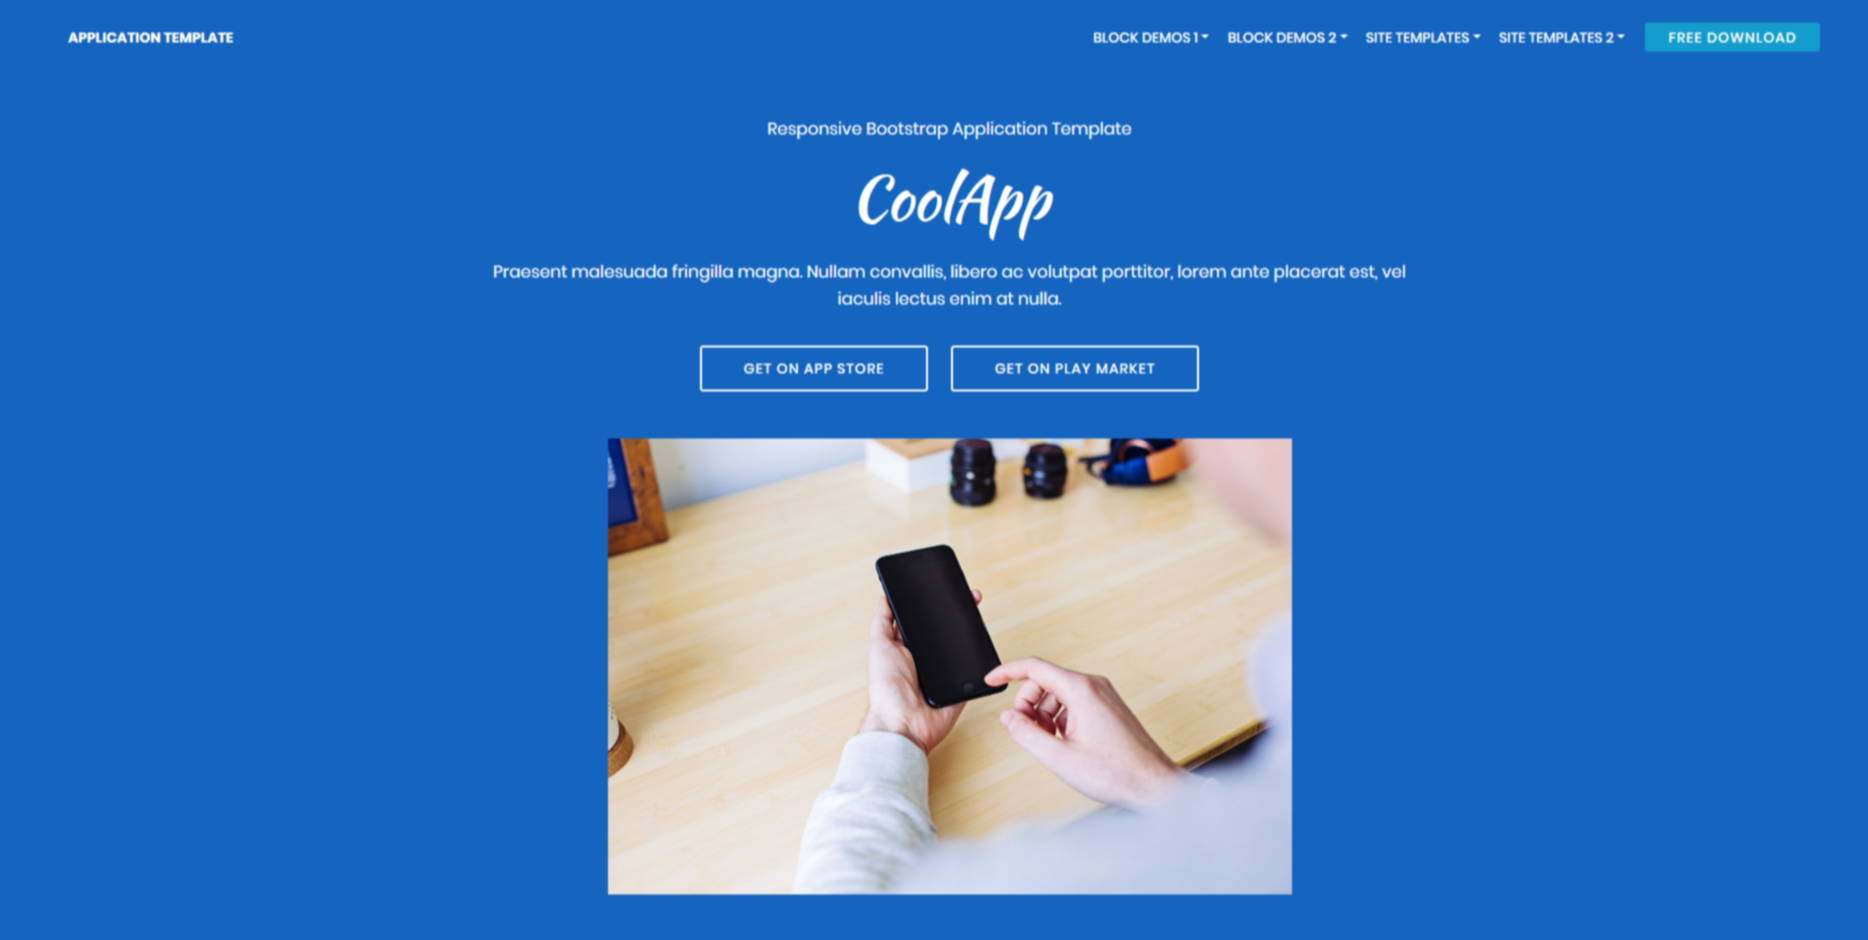 APPLICATION TEMPLATE
BLOCK DEMOS 1
BLOCK DEMOS 2
SITE TEMPLATES
SITE TEMPLATES 2
FREE DOWNLOAD
Responsive Bootstrap Application Template
CoolApp
Praesent malesuada fringilla magna. Nullam convallis, libero ac volutpat porttitor, lorem ante placerat est, vel
iaculis lectus enim at nulla.
GET ON APP STORE
GET ON PLAY MARKET